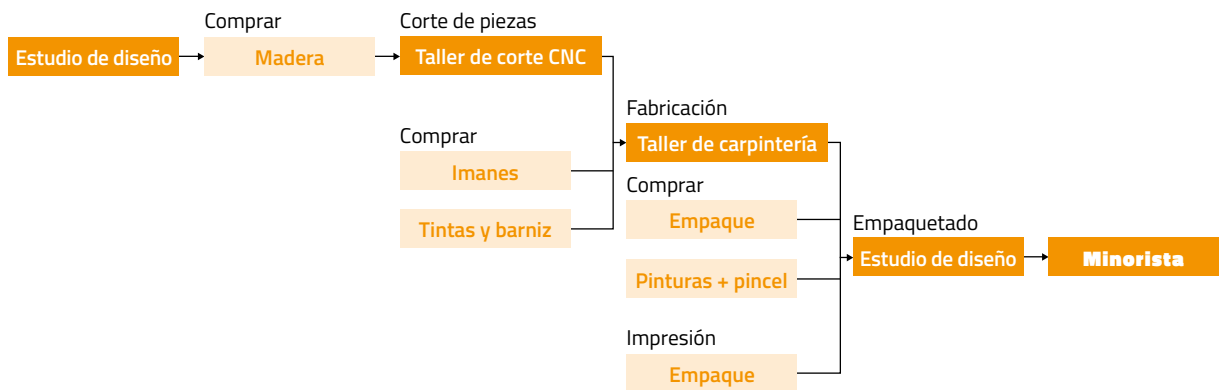 Comprar
Estudio de diseño
Madera
Corte de piezas
Taller de corte CNC
Comprar
Imanes
Tintas y barniz
Fabricación
Taller de carpintería
Comprar
Empaque
Pinturas + pincel
Impresión
Empaque
Empaquetado
Estudio de diseño
Minorista